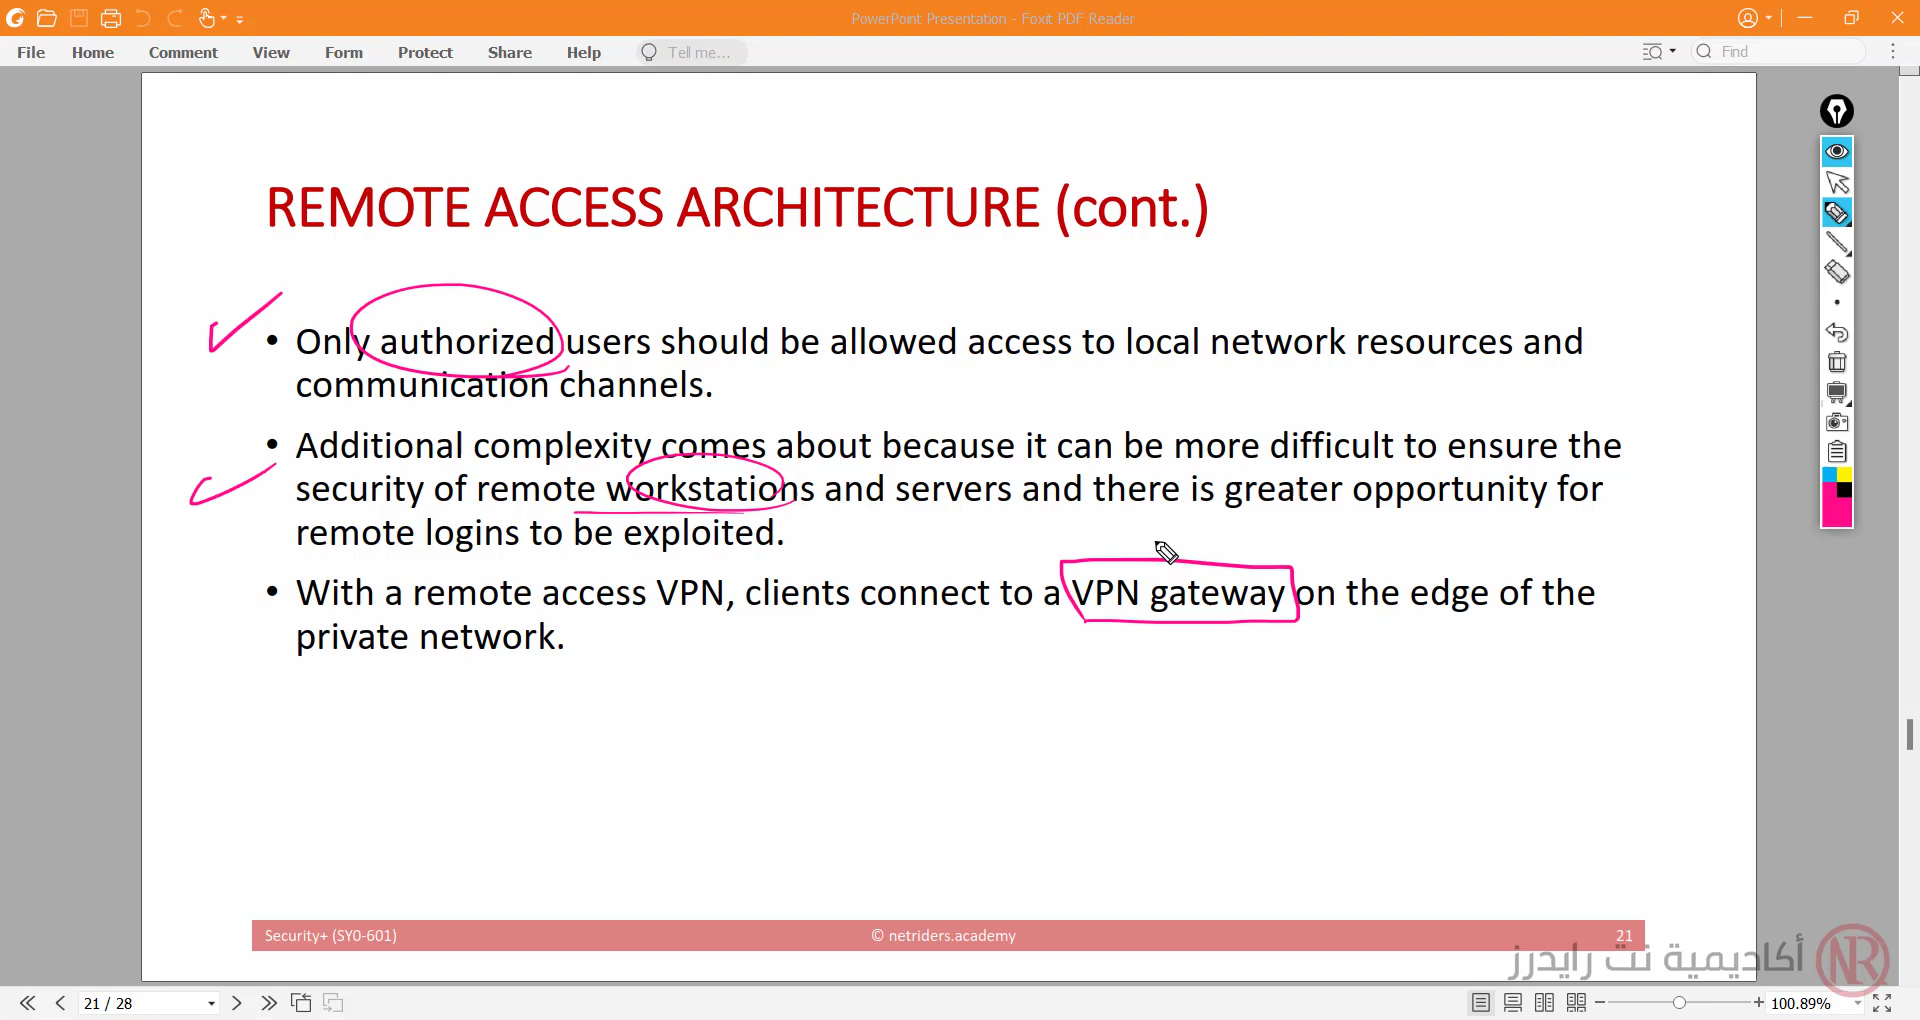 PowerPoint Presentation - Foxit PDF Reader
File Home Comment View Form Protect Share Help Tell me... Find
REMOTE ACCESS ARCHITECTURE (cont.)
• Only authorized users should be allowed access to local network resources and
communication channels.
• Additional complexity comes about because it can be more difficult to ensure the
security of remote workstations and servers and there is greater opportunity for
remote logins to be exploited.
• With a remote access VPN, clients connect to a VPN gateway on the edge of the
private network.
Security+ (SY0-601) © netriders.academy 21
أكاديمية نت رايدرز NR
21 / 28 100.89%